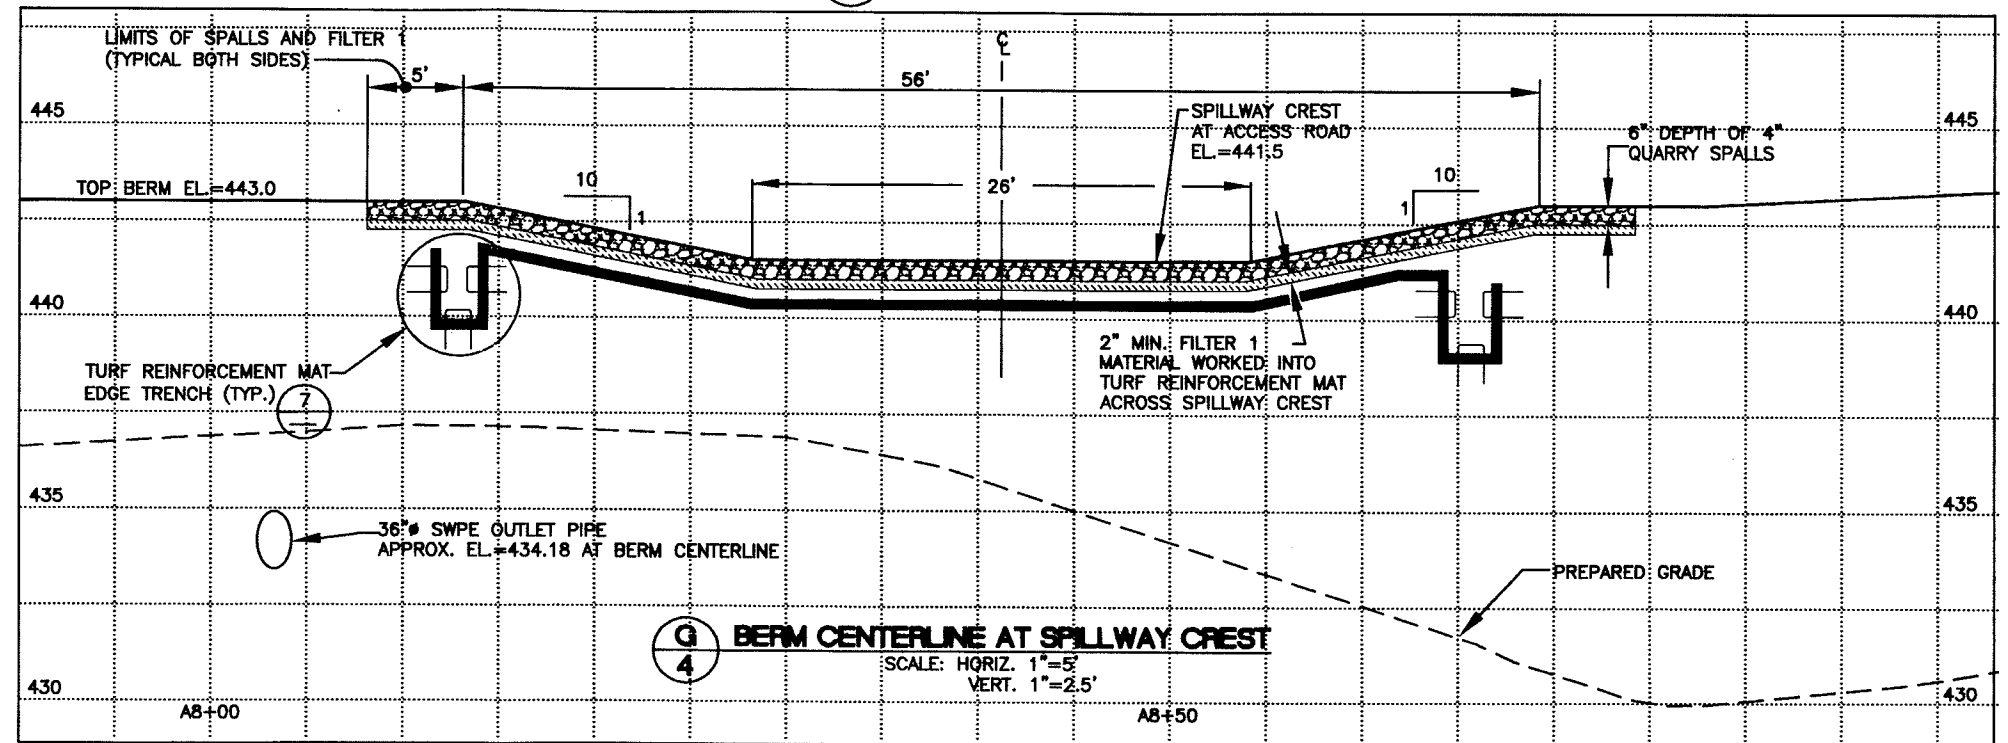 LIMITS OF SPALLS AND FILTER 1
(TYPICAL BOTH SIDES)
5'
56'
℄
445
SPILLWAY CREST
AT ACCESS ROAD
EL.=441.5
6" DEPTH OF 4"
QUARRY SPALLS
445
TOP BERM EL.=443.0
10
1
26'
10
1
440
440
2" MIN. FILTER 1
MATERIAL WORKED INTO
TURF REINFORCEMENT MAT
ACROSS SPILLWAY CREST
TURF REINFORCEMENT MAT
EDGE TRENCH (TYP.)
7
435
435
36"ø SWPE OUTLET PIPE
APPROX. EL.=434.18 AT BERM CENTERLINE
PREPARED GRADE
G
4
BERM CENTERLINE AT SPILLWAY CREST
SCALE: HORIZ. 1"=5'
VERT. 1"=2.5'
430
430
A8+00
A8+50